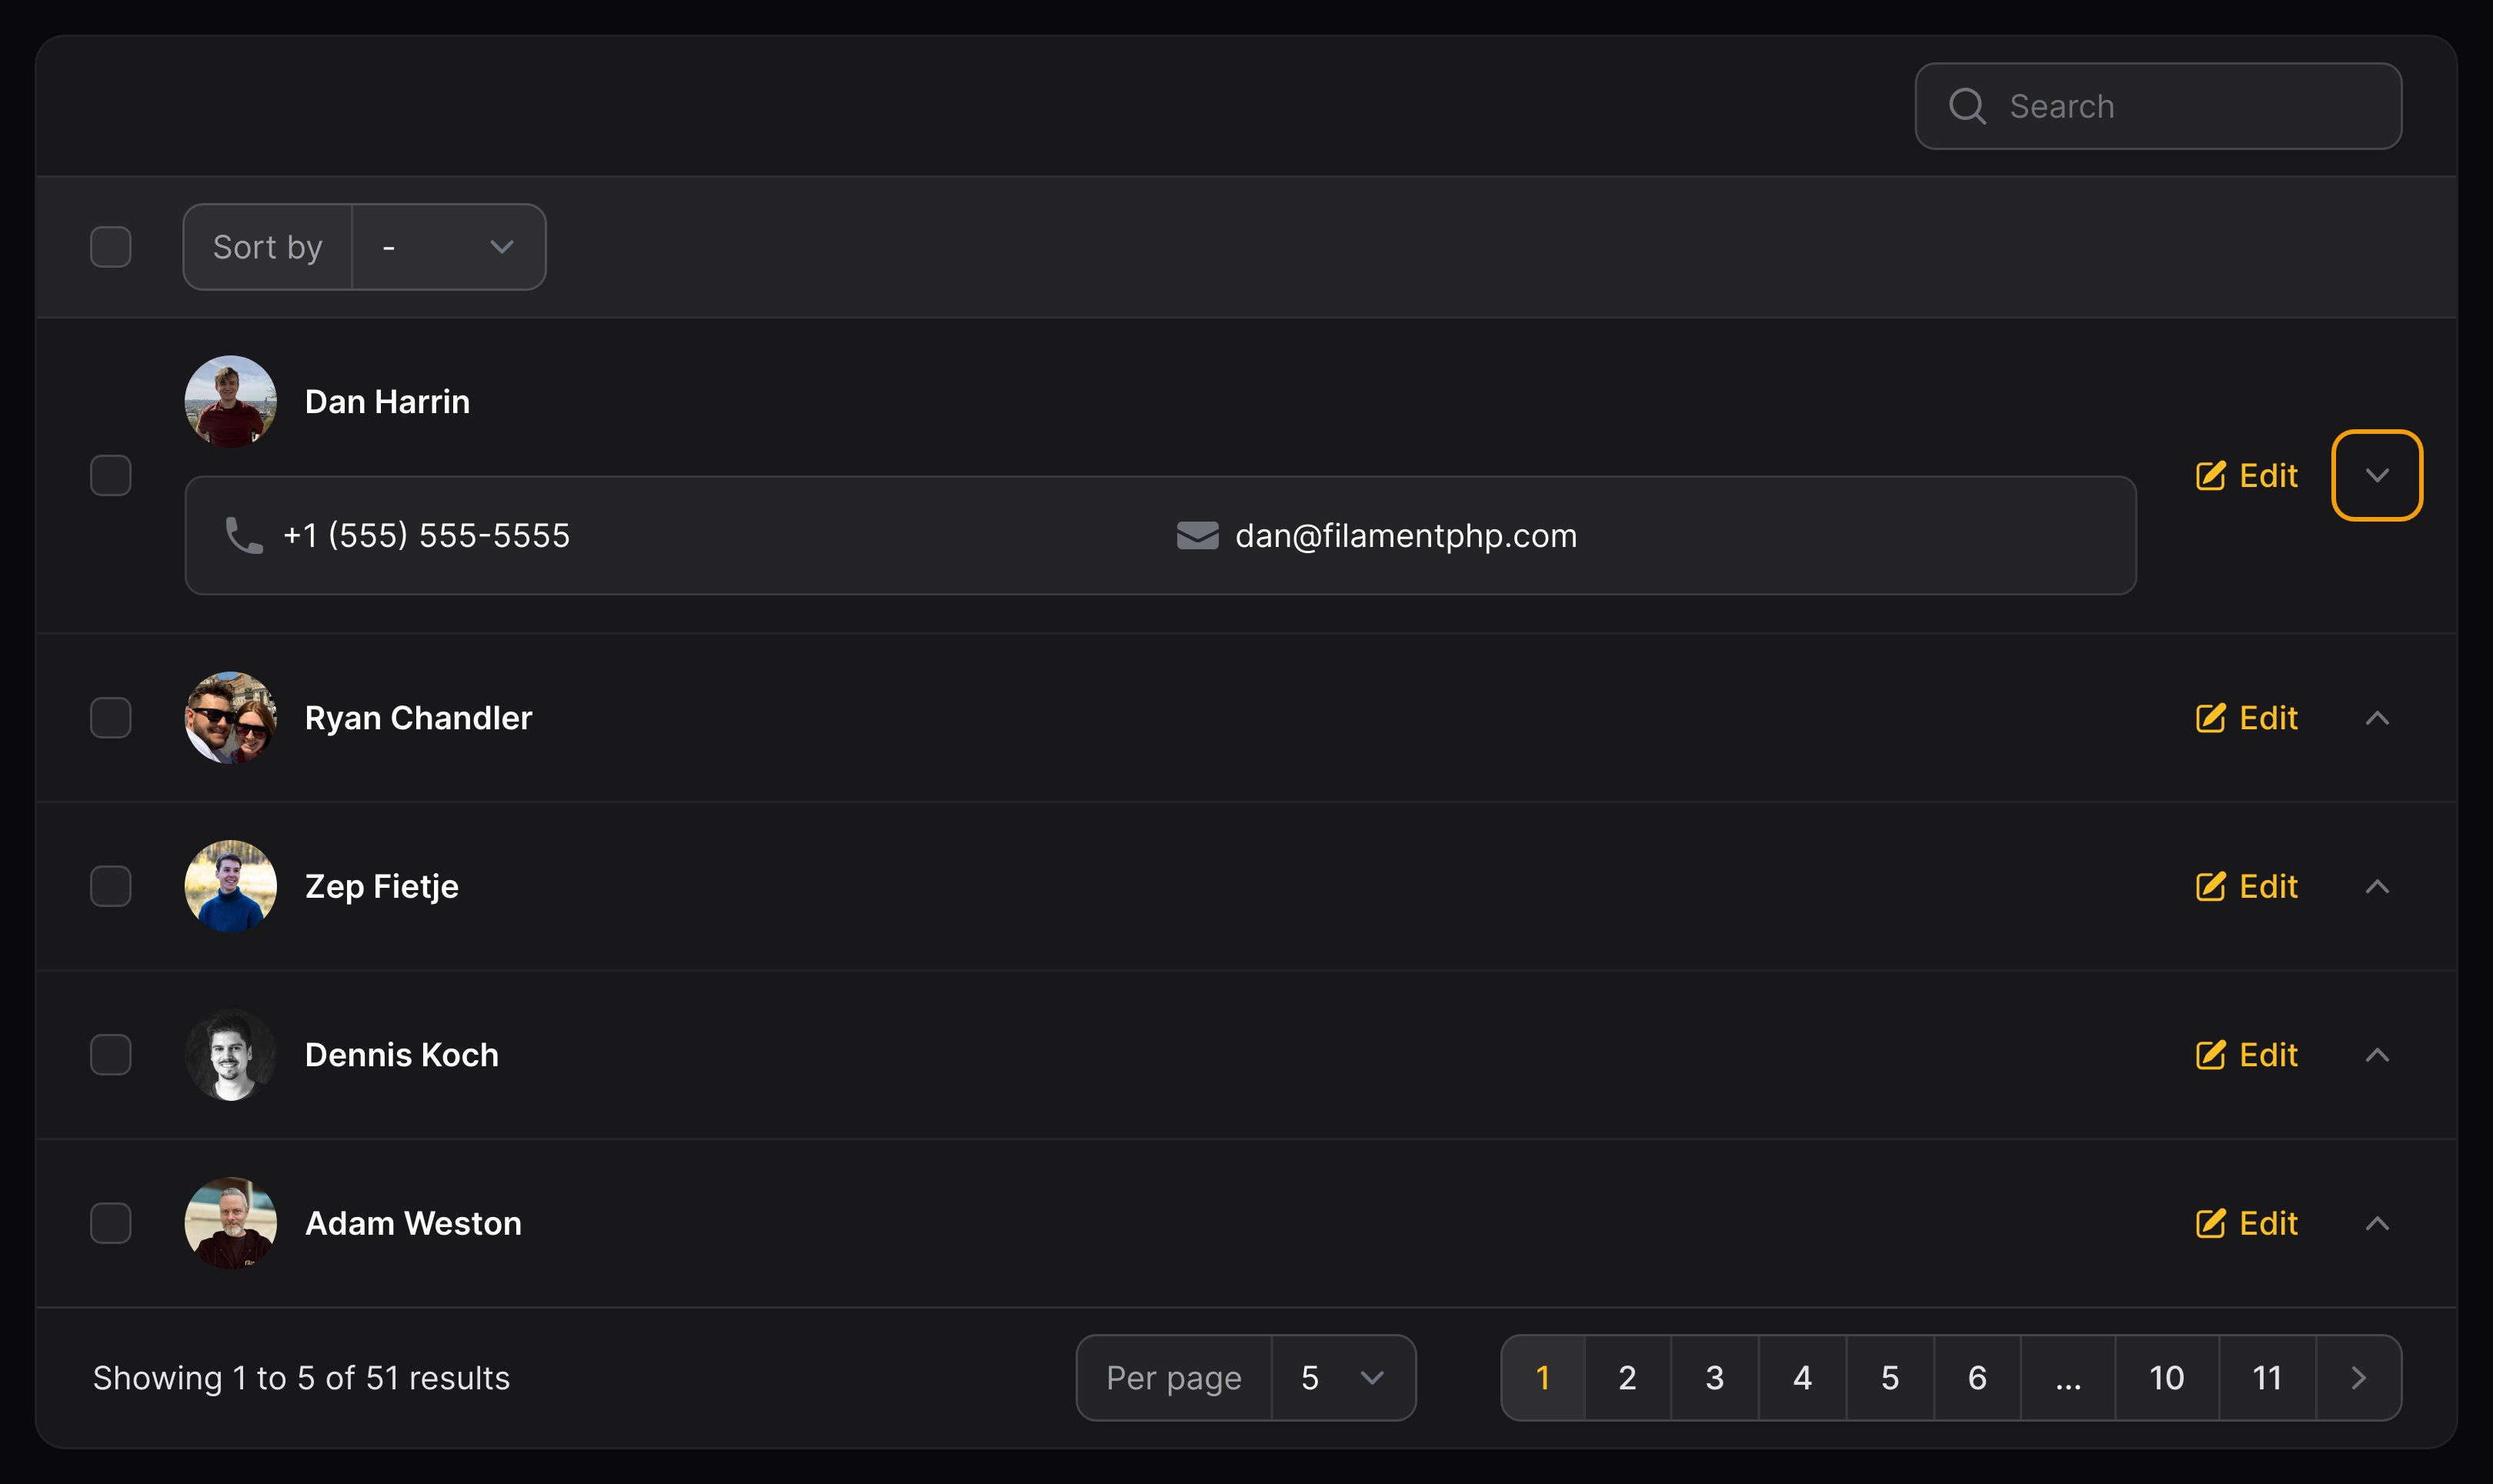 Search
Sort by -
Dan Harrin
Edit
+1 (555) 555-5555 dan@filamentphp.com
Ryan Chandler Edit
Zep Fietje Edit
Dennis Koch Edit
Adam Weston Edit
Showing 1 to 5 of 51 results Per page 5 1 2 3 4 5 6 ... 10 11